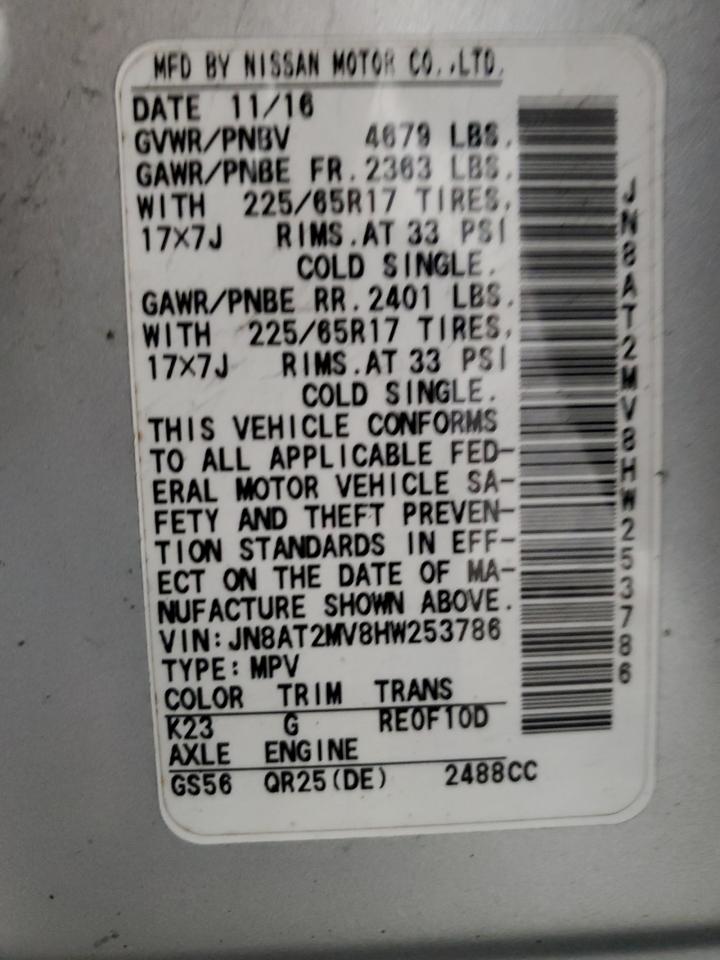 MFD BY NISSAN MOTOR CO.,LTD.
DATE 11/16
GVWR/PNBV 4679 LBS.
GAWR/PNBE FR. 2363 LBS.
WITH 225/65R17 TIRES,
17X7J RIMS.AT 33 PSI
COLD SINGLE.
GAWR/PNBE RR. 2401 LBS.
WITH 225/65R17 TIRES,
17X7J RIMS.AT 33 PSI
COLD SINGLE.
THIS VEHICLE CONFORMS
TO ALL APPLICABLE FED-
ERAL MOTOR VEHICLE SA-
FETY AND THEFT PREVEN-
TION STANDARDS IN EFF-
ECT ON THE DATE OF MA-
NUFACTURE SHOWN ABOVE.
VIN:JN8AT2MV8HW253786
TYPE:MPV
COLOR TRIM TRANS
K23 G RE0F10D
AXLE ENGINE
GS56 QR25(DE) 2488CC
JN8AT2MV8HW253786